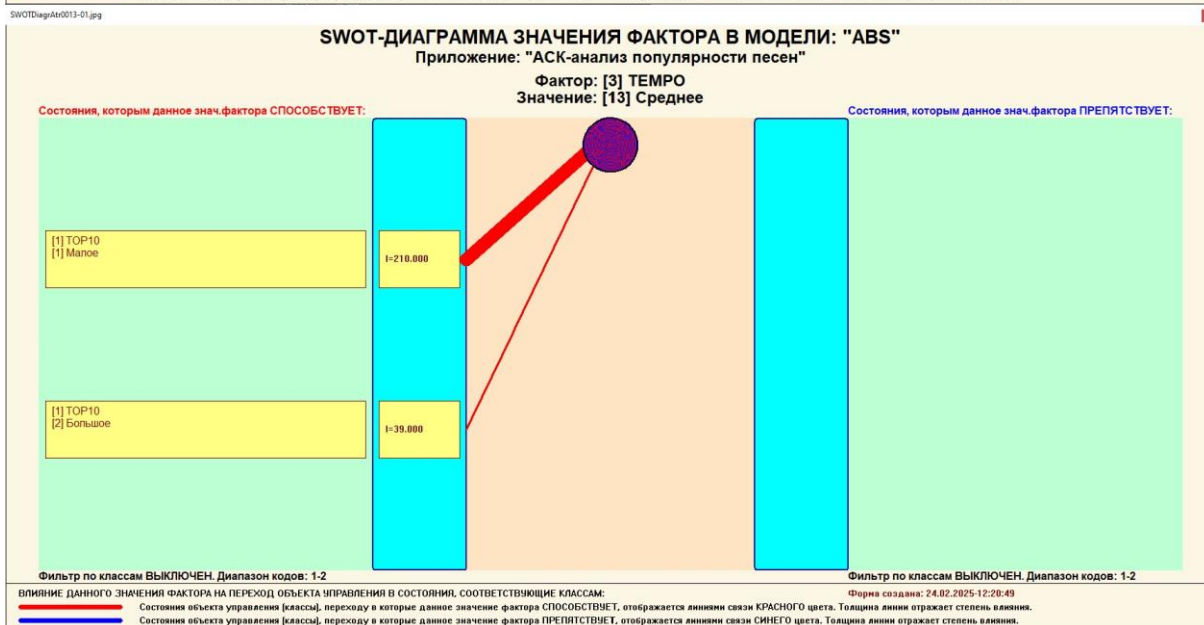 SWOTDiagrAtr0013-01.jpg
SWOT-ДИАГРАММА ЗНАЧЕНИЯ ФАКТОРА В МОДЕЛИ: "ABS"
Приложение: "АСК-анализ популярности песен"
Фактор: [3] TEMPO
Значение: [13] Среднее
Состояния, которым данное знач.фактора СПОСОБСТВУЕТ:
Состояния, которым данное знач.фактора ПРЕПЯТСТВУЕТ:
[1] TOP10
[1] Малое
I=210.000
[1] TOP10
[2] Большое
I=39.000
Фильтр по классам ВЫКЛЮЧЕН. Диапазон кодов: 1-2
Фильтр по классам ВЫКЛЮЧЕН. Диапазон кодов: 1-2
ВЛИЯНИЕ ДАННОГО ЗНАЧЕНИЯ ФАКТОРА НА ПЕРЕХОД ОБЪЕКТА УПРАВЛЕНИЯ В СОСТОЯНИЯ, СООТВЕТСТВУЮЩИЕ КЛАССАМ:
Форма создана: 24.02.2025-12:20:49
Состояния объекта управления (классы), переходу в которые данное значение фактора СПОСОБСТВУЕТ, отображается линиями связи КРАСНОГО цвета. Толщина линии отражает степень влияния.
Состояния объекта управления (классы), переходу в которые данное значение фактора ПРЕПЯТСТВУЕТ, отображается линиями связи СИНЕГО цвета. Толщина линии отражает степень влияния.